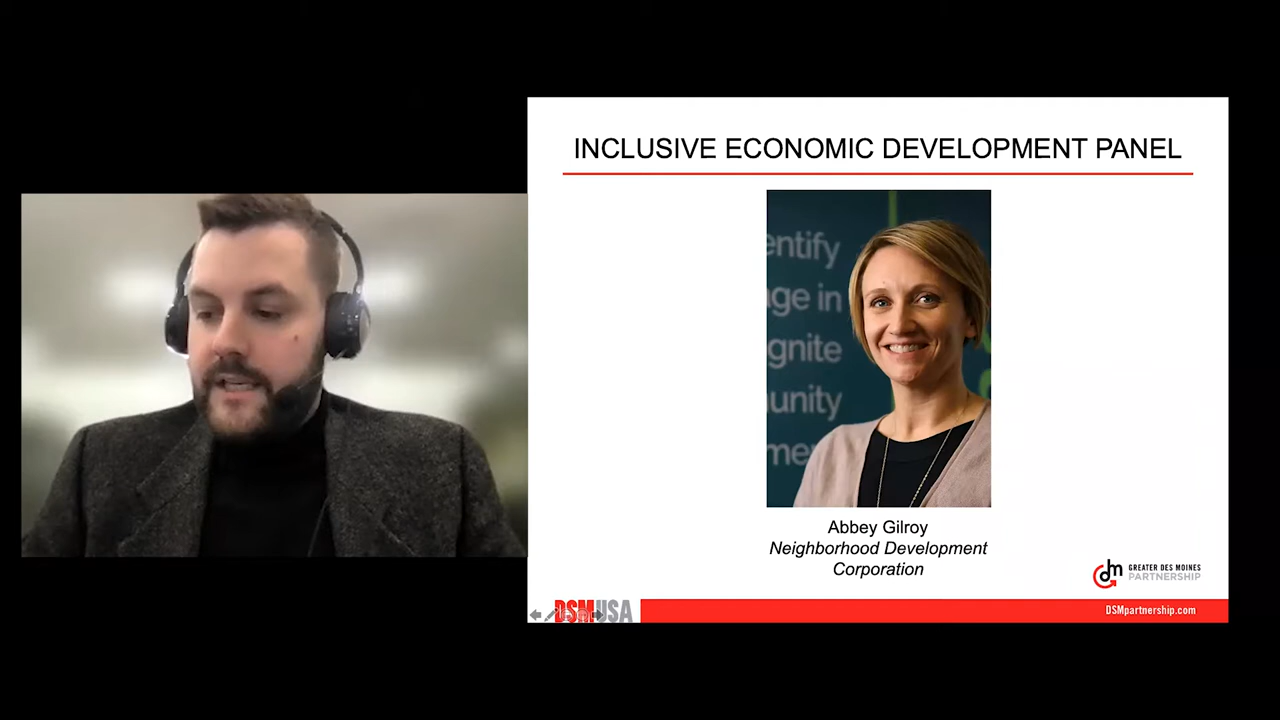 INCLUSIVE ECONOMIC DEVELOPMENT PANEL
entify
ge in
gnite
unity
me
Abbey Gilroy
Neighborhood Development
Corporation
dm
GREATER DES MOINES
PARTNERSHIP
DSMUSA
DSMpartnership.com